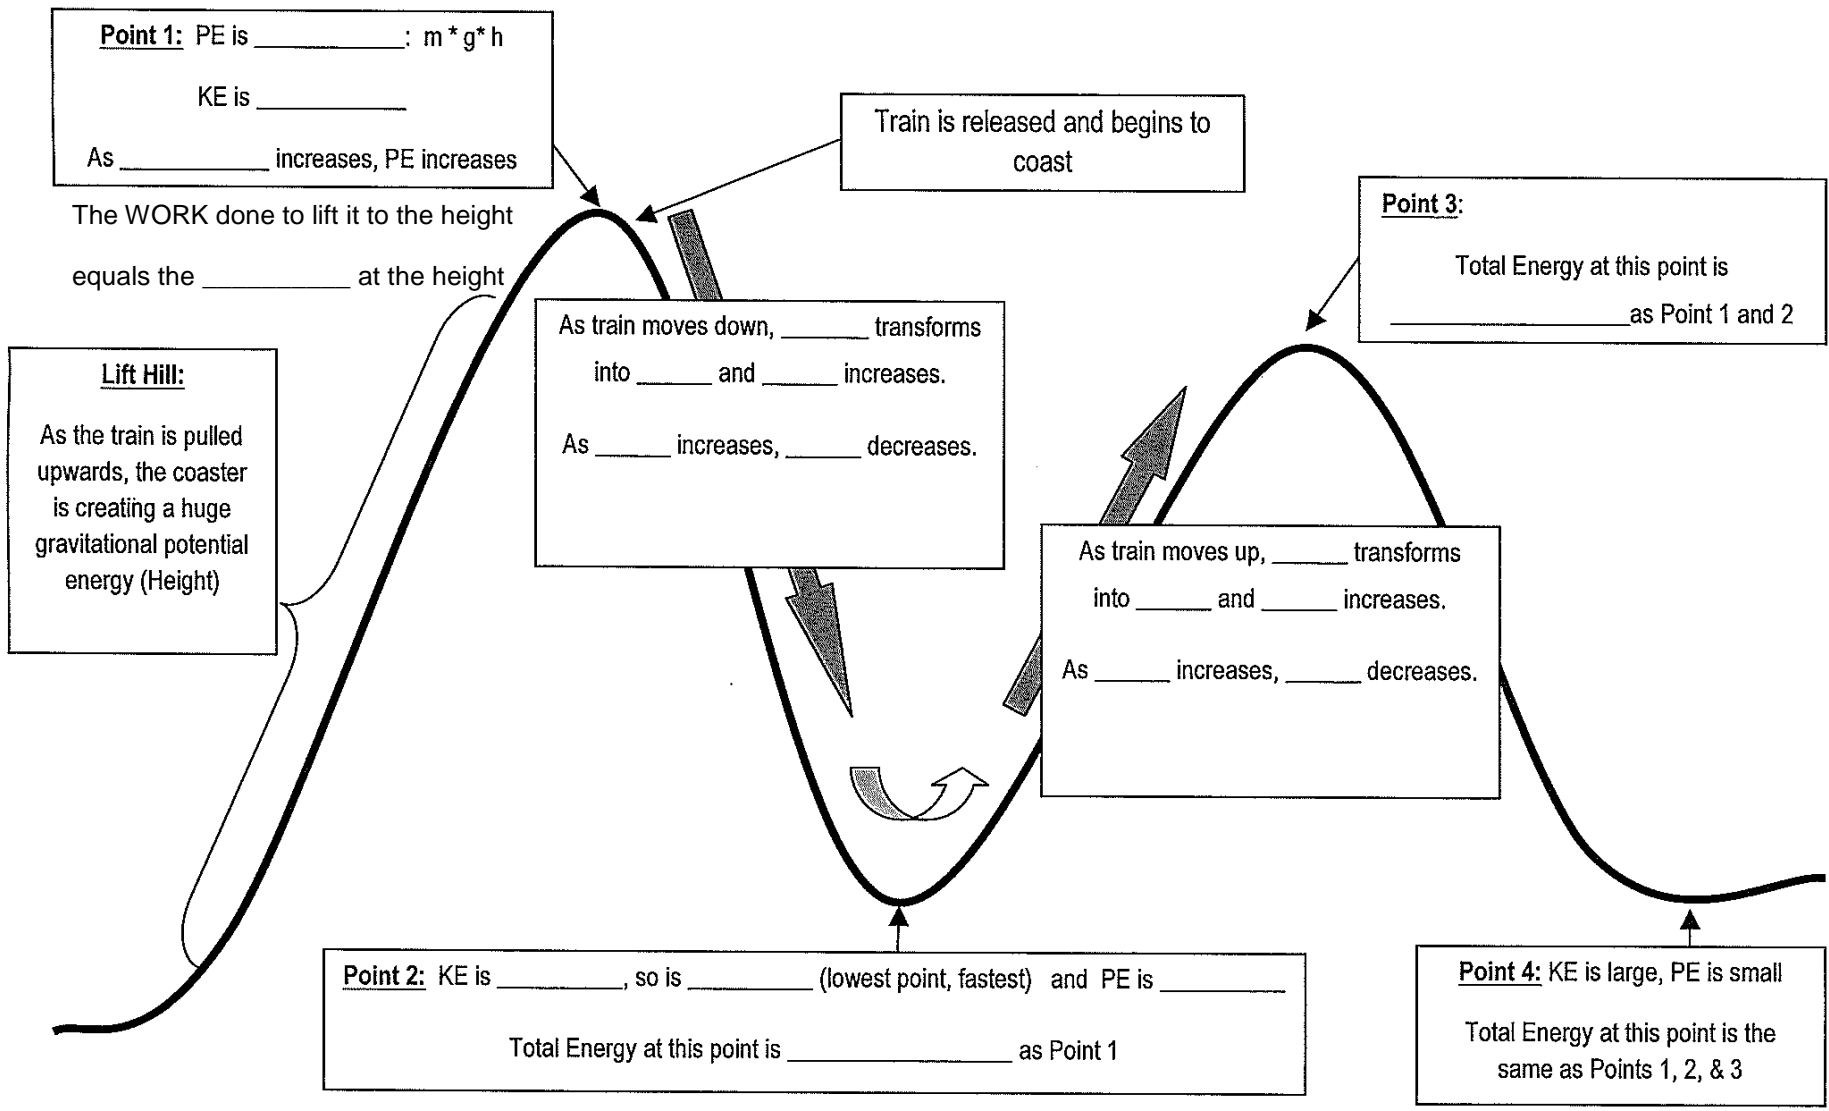 Point 1: PE is ___________: m * g* h
KE is ___________
As ___________ increases, PE increases
The WORK done to lift it to the height
equals the __________ at the height
Train is released and begins to
coast
Point 3:
Total Energy at this point is
_________________as Point 1 and 2
Lift Hill:
As the train is pulled
upwards, the coaster
is creating a huge
gravitational potential
energy (Height)
As train moves down, _______ transforms
into ______ and ______ increases.
As ______ increases, ______ decreases.
As train moves up, ______ transforms
into ______ and ______ increases.
As ______ increases, ______ decreases.
Point 2: KE is __________, so is __________ (lowest point, fastest) and PE is __________
Total Energy at this point is __________________ as Point 1
Point 4: KE is large, PE is small
Total Energy at this point is the
same as Points 1, 2, & 3